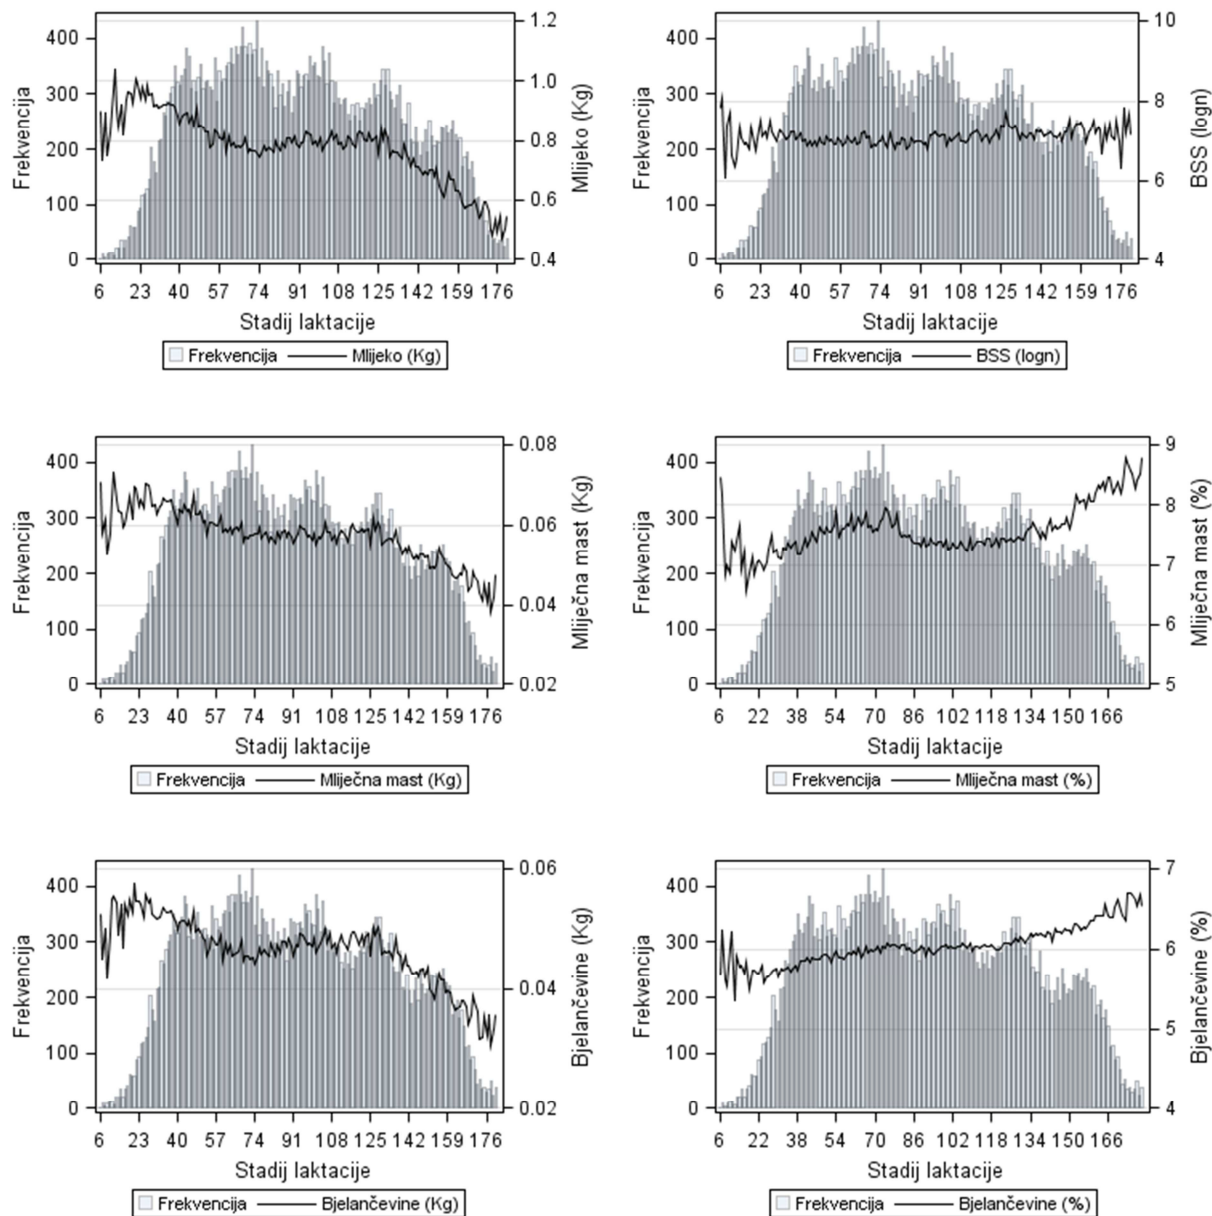 400
300
200
100
0
Frekvencija
1.2
1.0
0.8
0.6
0.4
Mlijeko (Kg)
6 23 40 57 74 91 108 125 142 159 176
Stadij laktacije
Frekvencija Mlijeko (Kg)
400
300
200
100
0
Frekvencija
10
8
6
4
BSS (logn)
6 23 40 57 74 91 108 125 142 159 176
Stadij laktacije
Frekvencija BSS (logn)
400
300
200
100
0
Frekvencija
0.08
0.06
0.04
0.02
Mliječna mast (Kg)
6 23 40 57 74 91 108 125 142 159 176
Stadij laktacije
Frekvencija Mliječna mast (Kg)
400
300
200
100
0
Frekvencija
9
8
7
6
5
Mliječna mast (%)
6 22 38 54 70 86 102 118 134 150 166
Stadij laktacije
Frekvencija Mliječna mast (%)
400
300
200
100
0
Frekvencija
0.06
0.04
0.02
Bjelančevine (Kg)
6 23 40 57 74 91 108 125 142 159 176
Stadij laktacije
Frekvencija Bjelančevine (Kg)
400
300
200
100
0
Frekvencija
7
6
5
4
Bjelančevine (%)
6 22 38 54 70 86 102 118 134 150 166
Stadij laktacije
Frekvencija Bjelančevine (%)